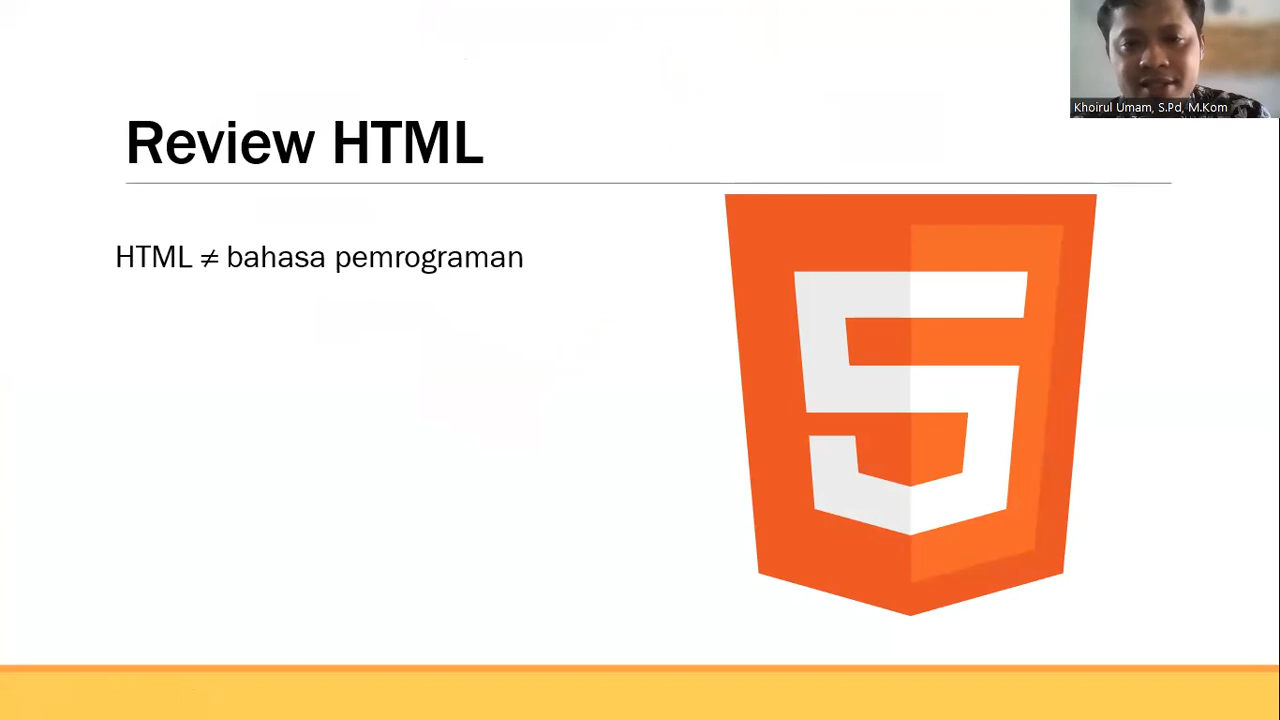 Khoirul Umam, S.Pd, M.Kom
Review HTML
HTML ≠ bahasa pemrograman
5